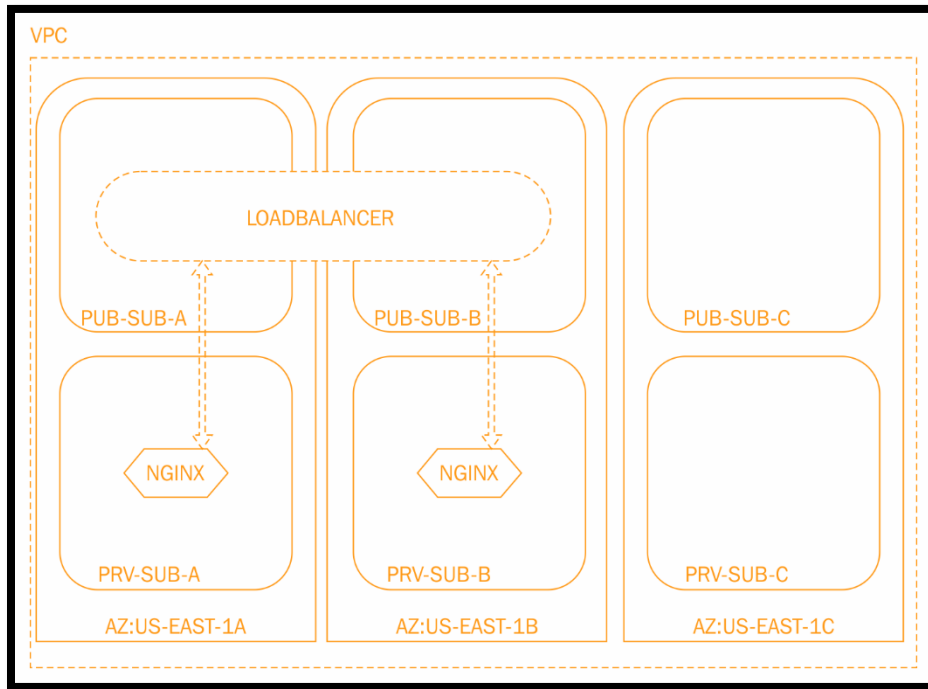 VPC
LOADBALANCER
PUB-SUB-A
PUB-SUB-B
PUB-SUB-C
NGINX
NGINX
PRV-SUB-A
PRV-SUB-B
PRV-SUB-C
AZ:US-EAST-1A
AZ:US-EAST-1B
AZ:US-EAST-1C